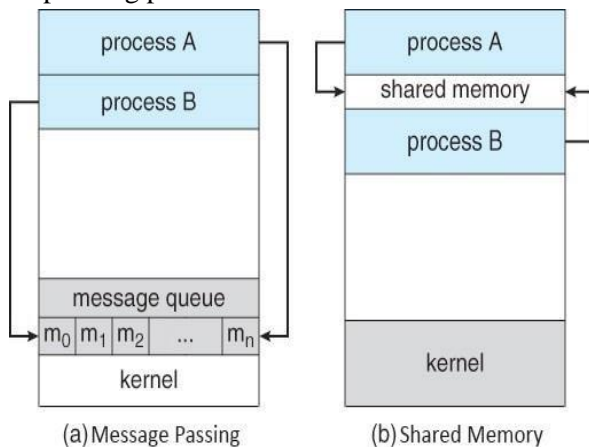 process A
process B
message queue
m0 m1 m2 ... mn
kernel
(a) Message Passing
process A
shared memory
process B
kernel
(b) Shared Memory